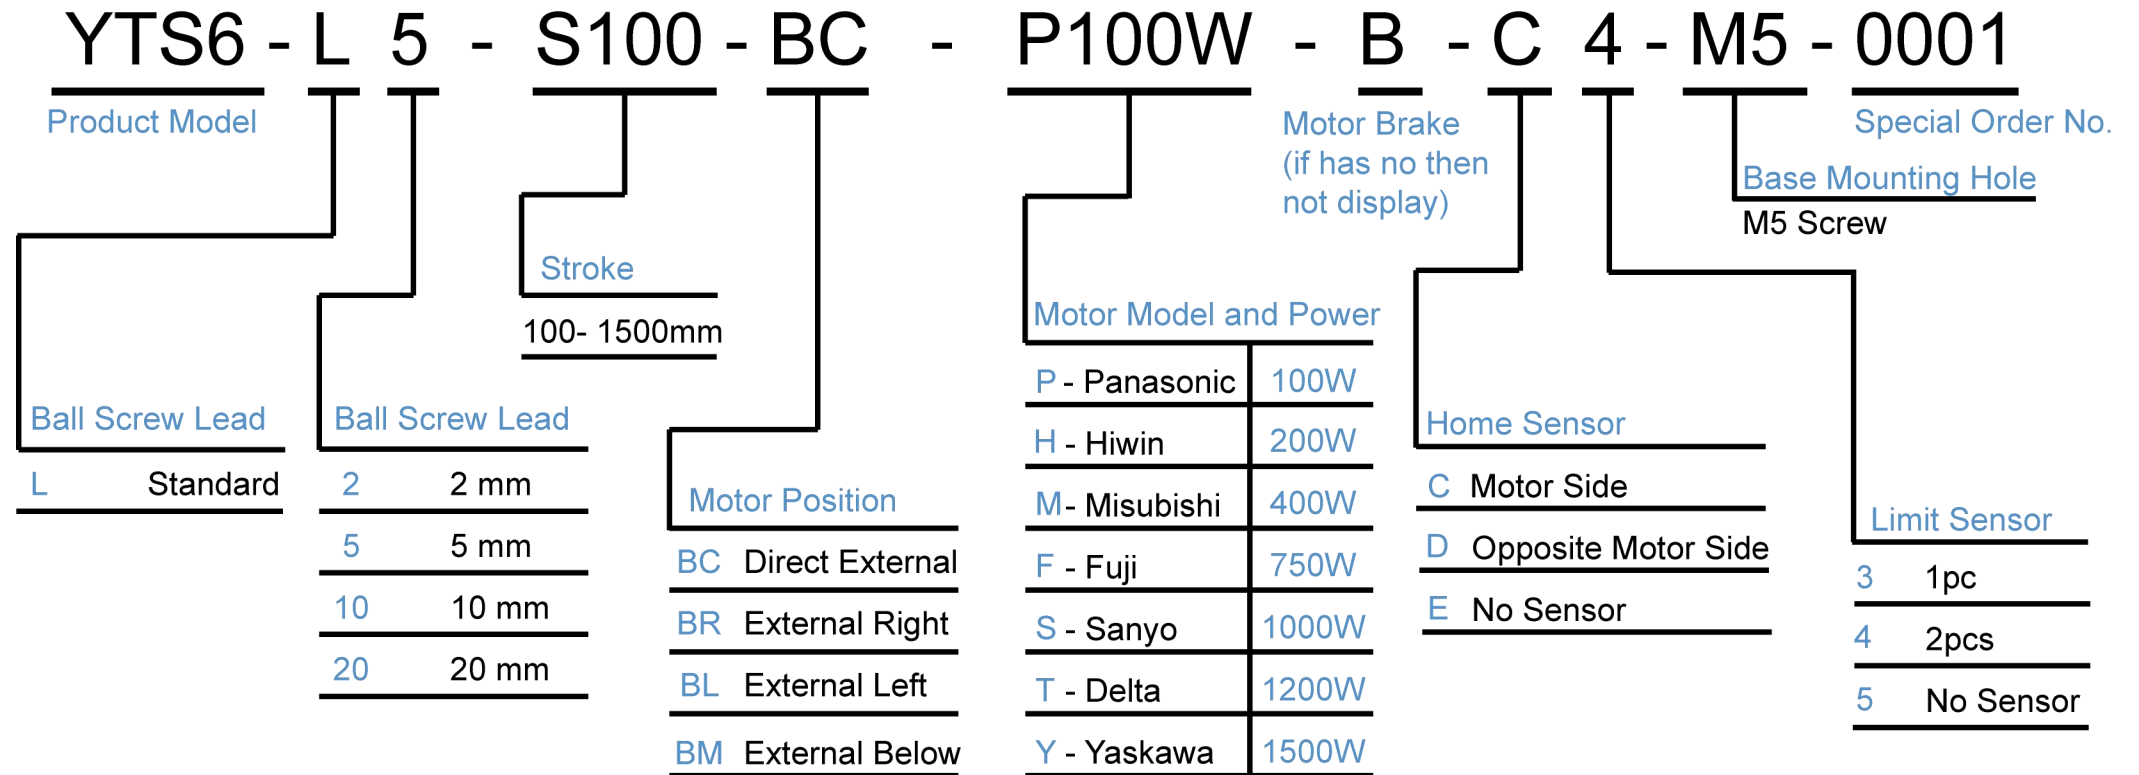 YTS6 - L 5 - S100 - BC - P100W - B - C 4 - M5 - 0001
Product Model
Motor Brake
(if has no then
not display)
Special Order No.
Base Mounting Hole
M5 Screw
Stroke
100- 1500mm
Ball Screw Lead
L Standard
Ball Screw Lead
2 2 mm
5 5 mm
10 10 mm
20 20 mm
Motor Position
BC Direct External
BR External Right
BL External Left
BM External Below
Motor Model and Power
P - Panasonic 100W
H - Hiwin 200W
M- Misubishi 400W
F - Fuji 750W
S - Sanyo 1000W
T - Delta 1200W
Y - Yaskawa 1500W
Home Sensor
C Motor Side
D Opposite Motor Side
E No Sensor
Limit Sensor
3 1pc
4 2pcs
5 No Sensor